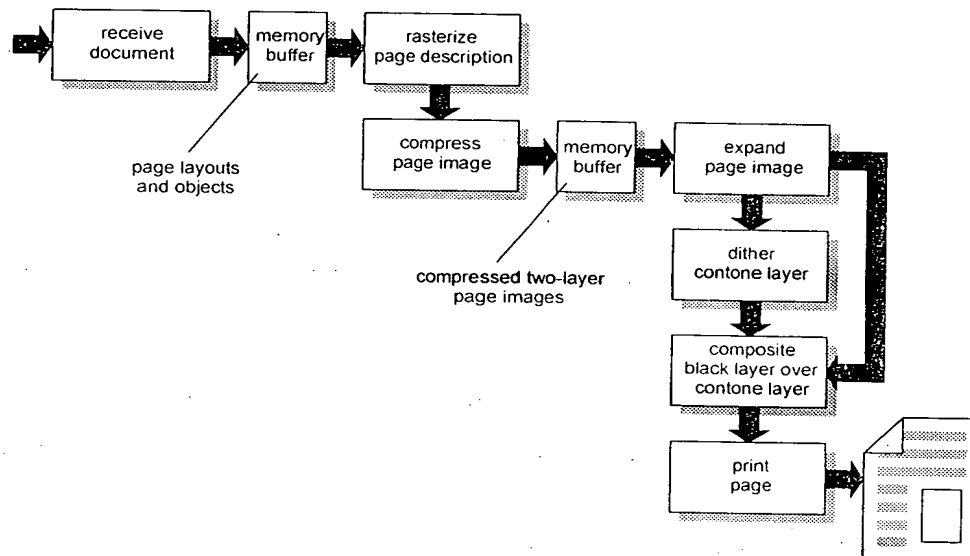 receive
document
memory
buffer
rasterize
page description
page layouts
and objects
compress
page image
memory
buffer
expand
page image
compressed two-layer
page images
dither
contone layer
composite
black layer over
contone layer
print
page